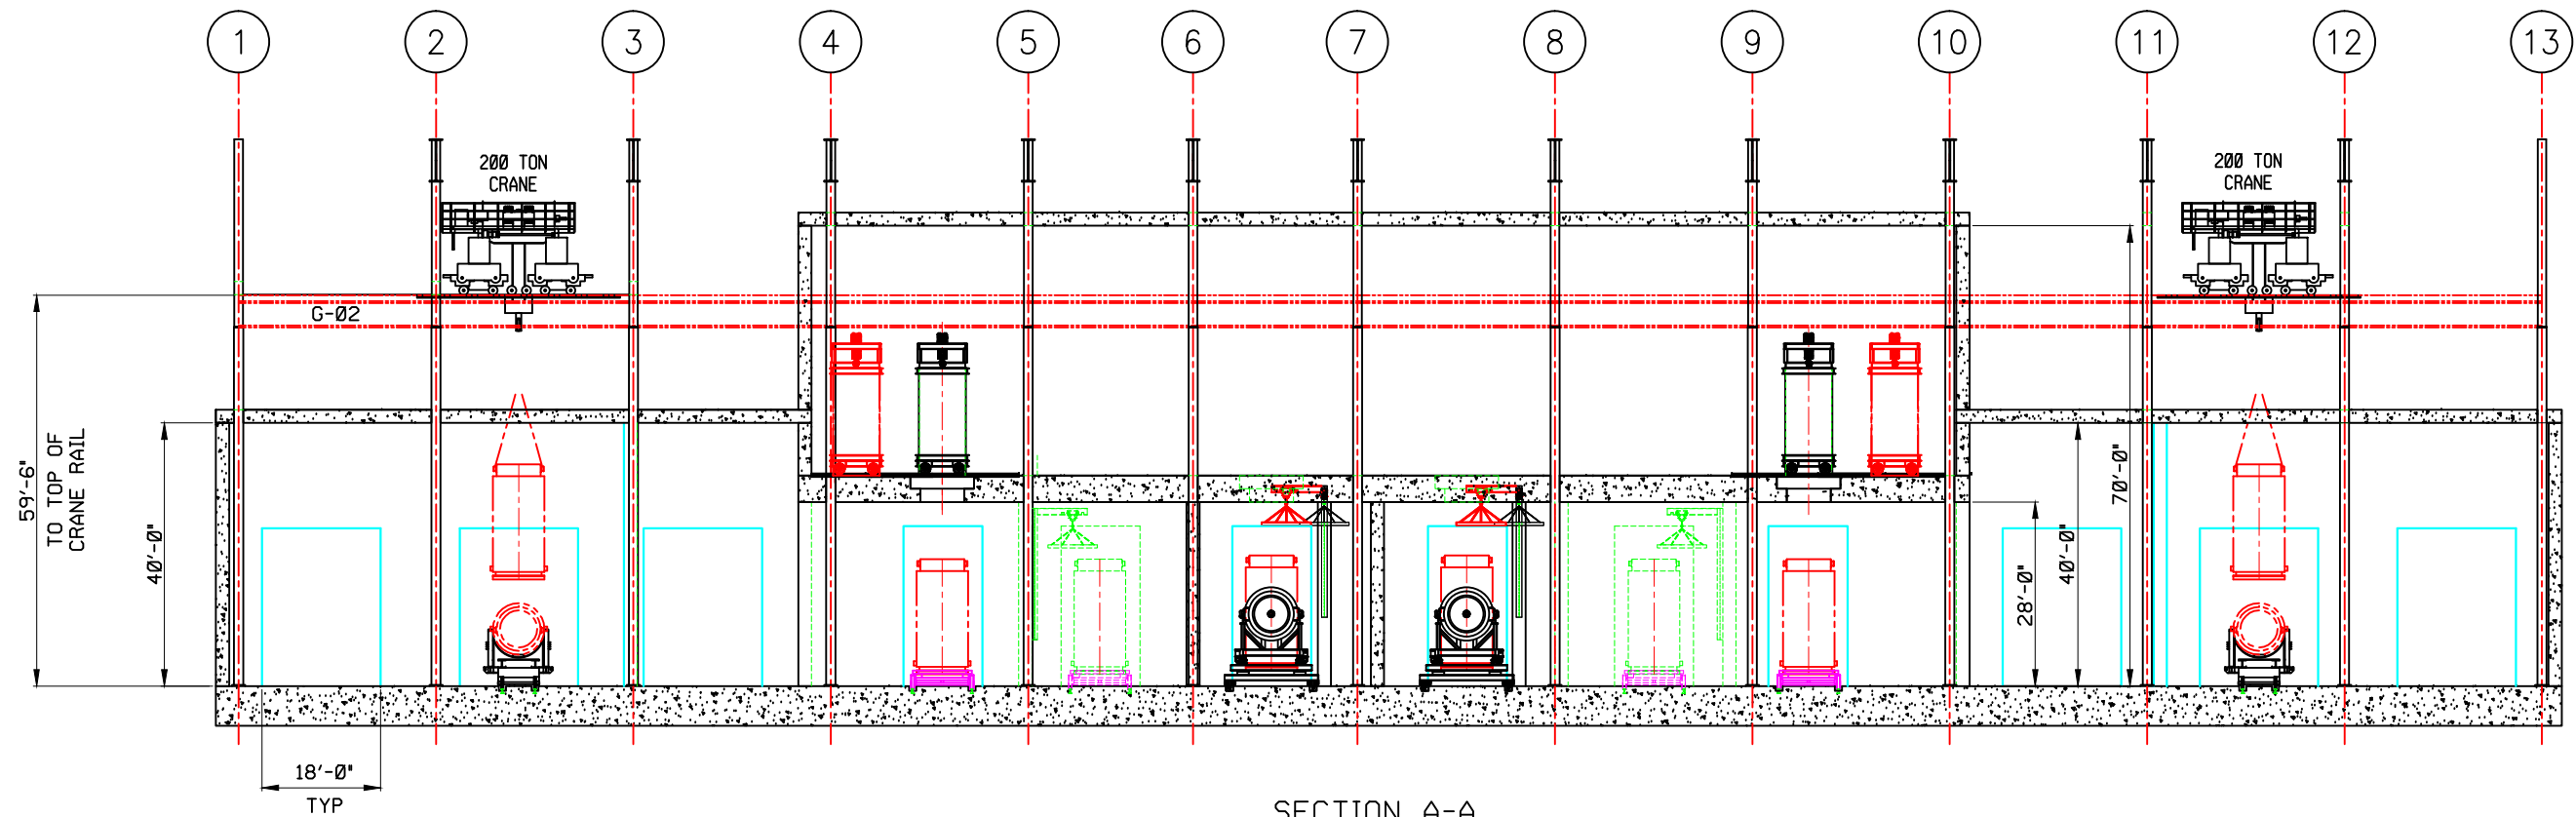 1 2 3 4 5 6 7 8 9 10 11 12 13
200 TON
CRANE
200 TON
CRANE
G-02
59'-6"
TO TOP OF
CRANE RAIL
40'-0"
28'-0"
40'-0"
70'-0"
18'-0"
TYP
SECTION A-A